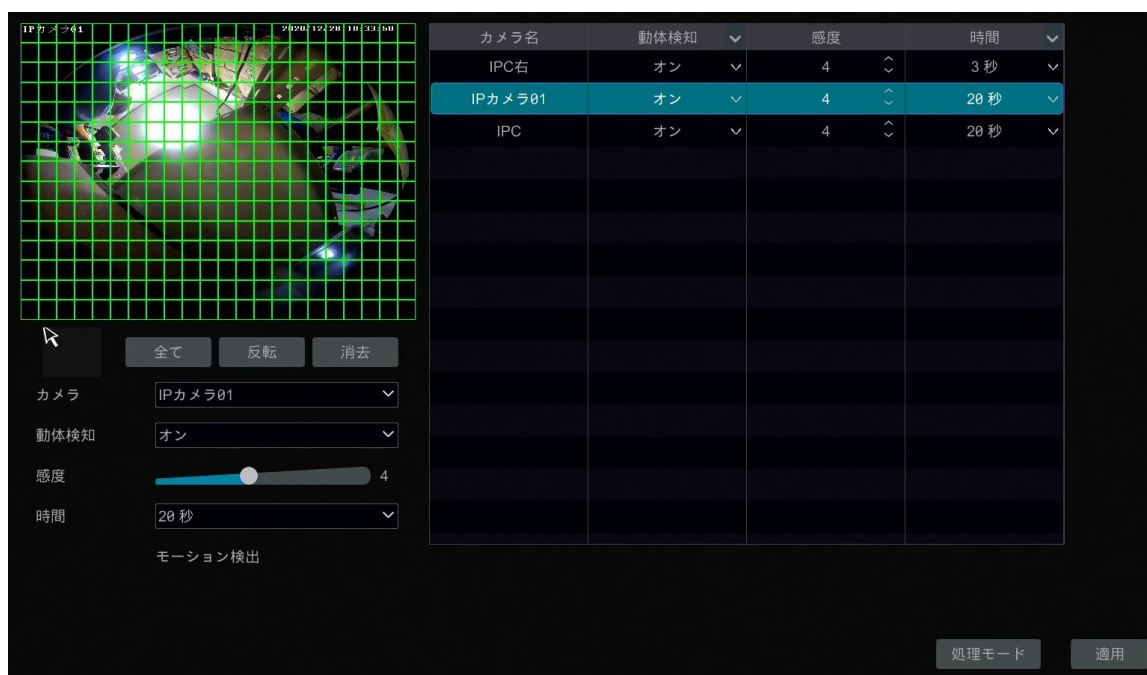 IPカメラ01 2020/12/28 10:33:50
カメラ名 動体検知 感度 時間
IPC右 オン 4 3 秒
IPカメラ01 オン 4 20 秒
IPC オン 4 20 秒
全て 反転 消去
カメラ IPカメラ01
動体検知 オン
感度 4
時間 20 秒
モーション検出
処理モード 適用